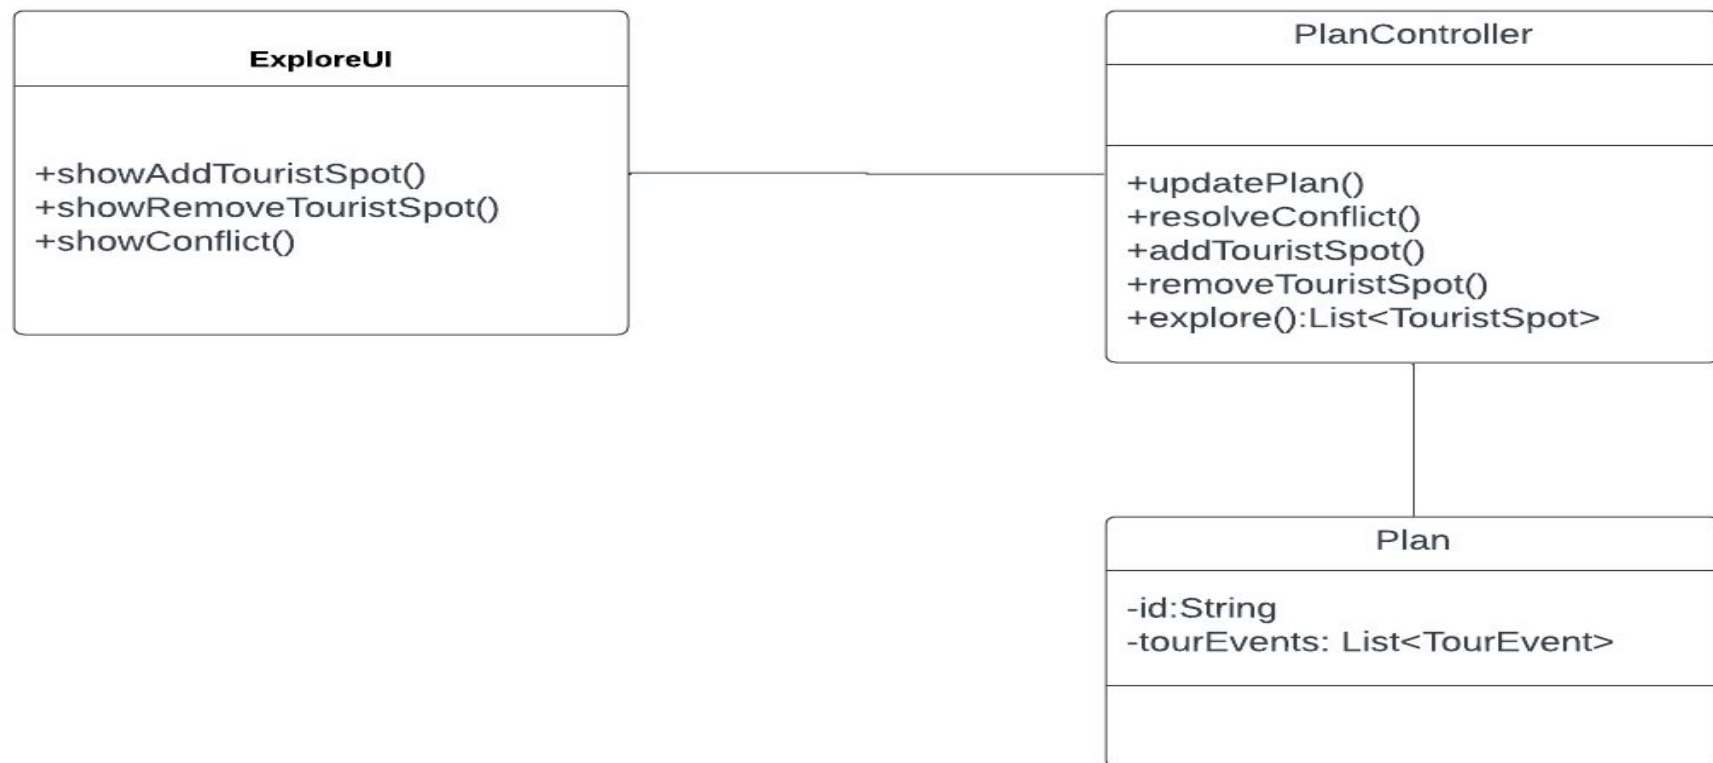 ExploreUI
+showAddTouristSpot()
+showRemoveTouristSpot()
+showConflict()
PlanController
+updatePlan()
+resolveConflict()
+addTouristSpot()
+removeTouristSpot()
+explore():List<TouristSpot>
Plan
-id:String
-tourEvents: List<TourEvent>